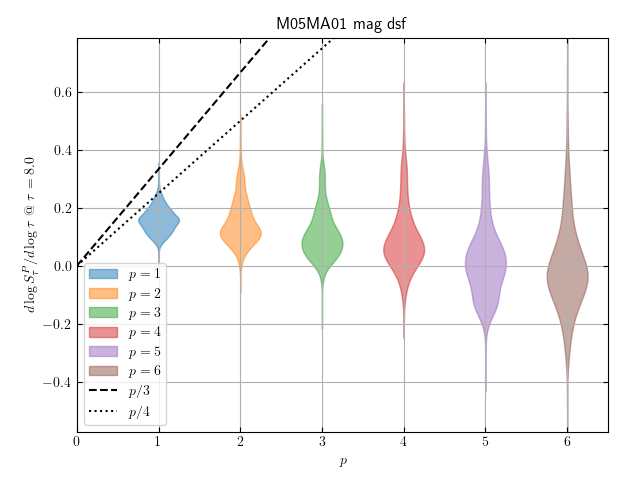 M05MA01 mag dsf
d log S_τ^P / d log τ @ τ = 8.0
0.6
0.4
0.2
0.0
−0.2
−0.4
p = 1
p = 2
p = 3
p = 4
p = 5
p = 6
p/3
p/4
0 1 2 3 4 5 6
p